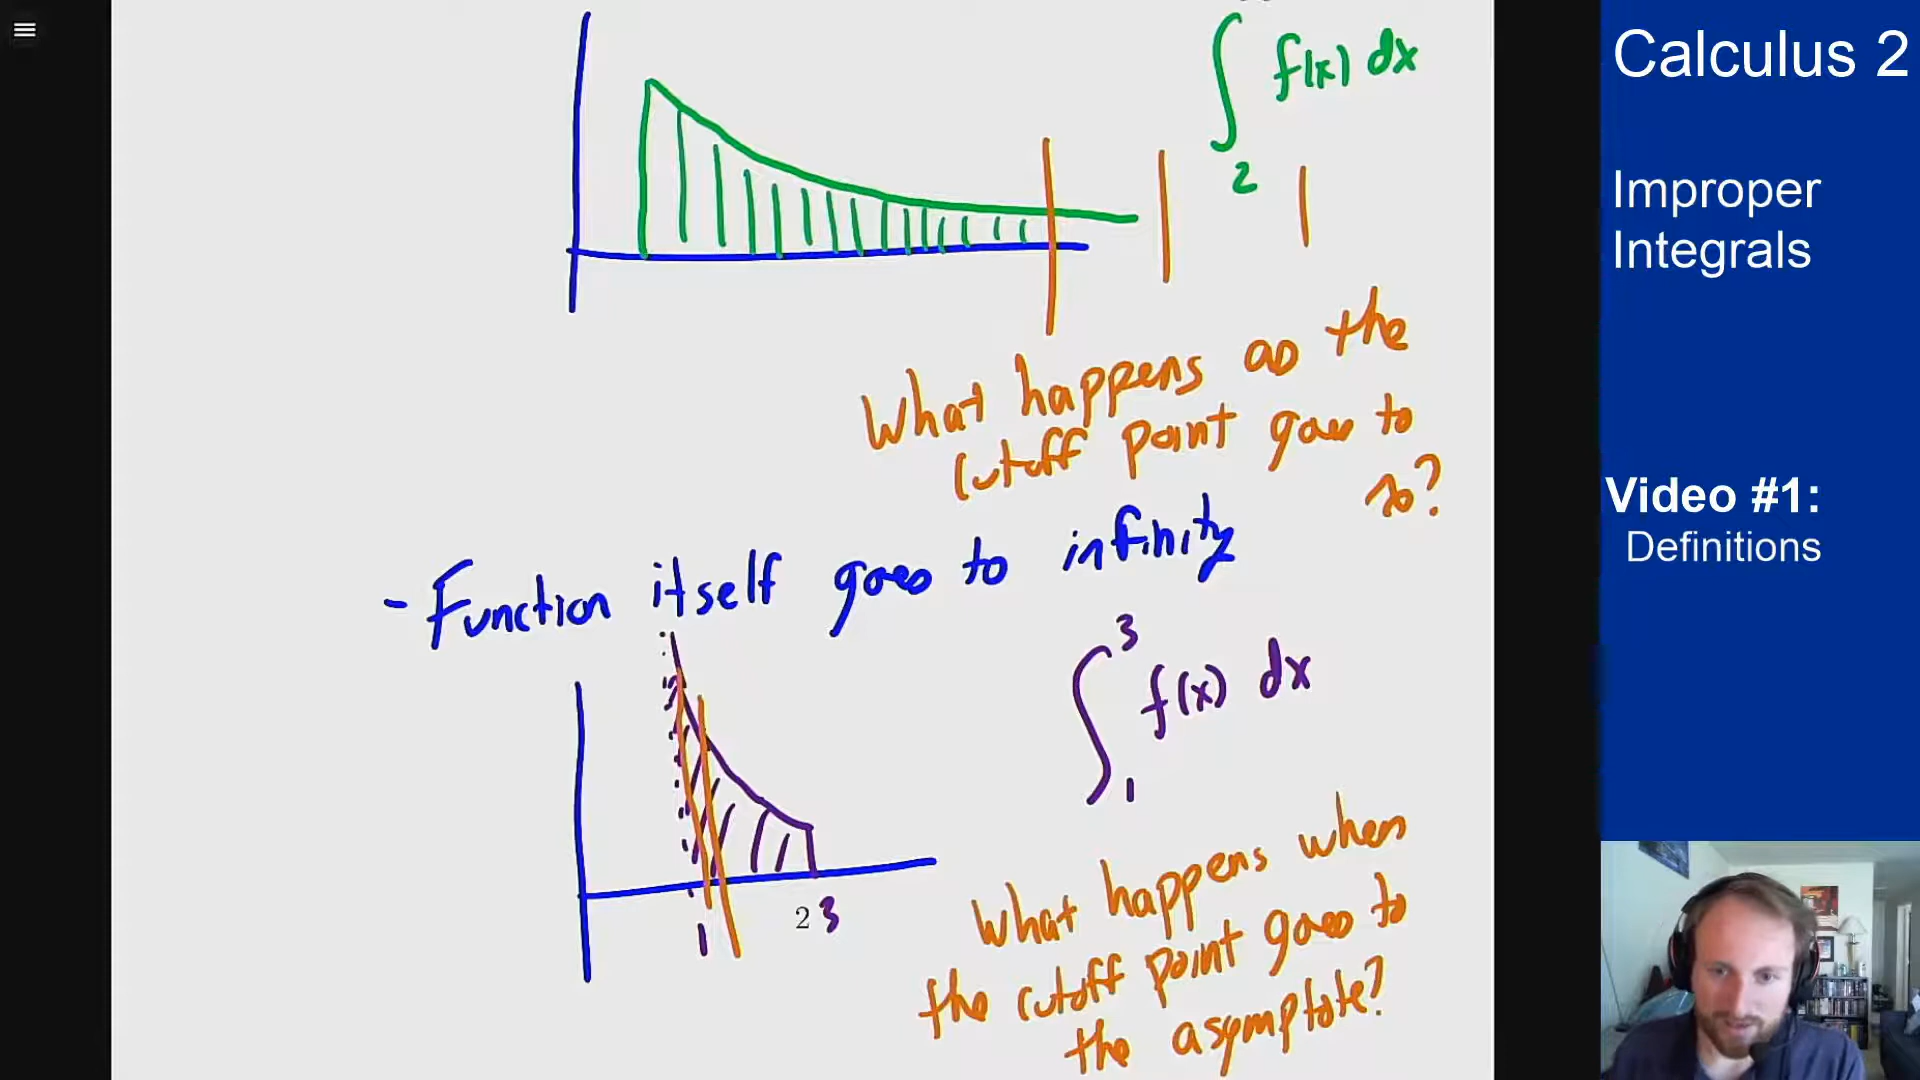 ∫ f(x) dx
2
What happens as the
cutoff point goes to
∞?
- Function itself goes to infinity
3
∫ f(x) dx
1
1 2 3
What happens when
the cutoff point goes to
the asymptote?
Calculus 2
Improper
Integrals
Video #1:
Definitions